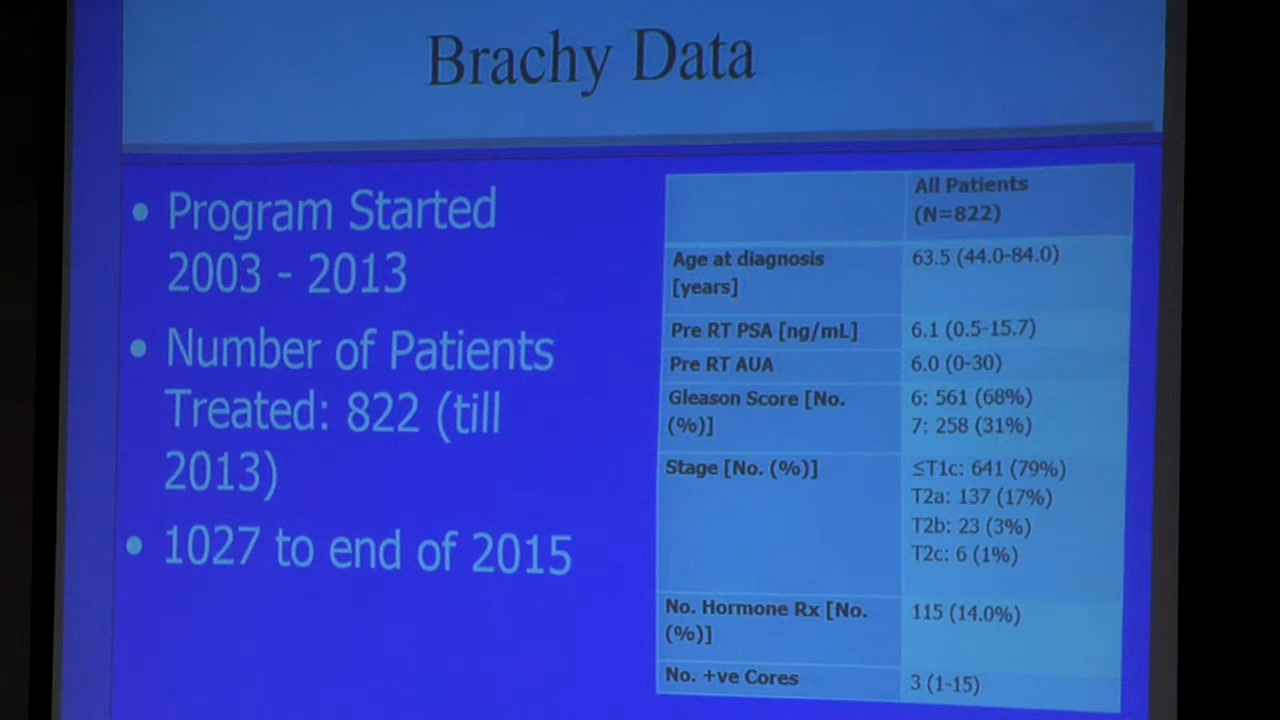 Brachy Data
• Program Started
2003 - 2013
• Number of Patients
Treated: 822 (till
2013)
• 1027 to end of 2015
All Patients
(N=822)
Age at diagnosis
[years]
63.5 (44.0-84.0)
Pre RT PSA [ng/mL]
6.1 (0.5-15.7)
Pre RT AUA
6.0 (0-30)
Gleason Score [No.
(%)]
6: 561 (68%)
7: 258 (31%)
Stage [No. (%)]
≤T1c: 641 (79%)
T2a: 137 (17%)
T2b: 23 (3%)
T2c: 6 (1%)
No. Hormone Rx [No.
(%)]
115 (14.0%)
No. +ve Cores
3 (1-15)